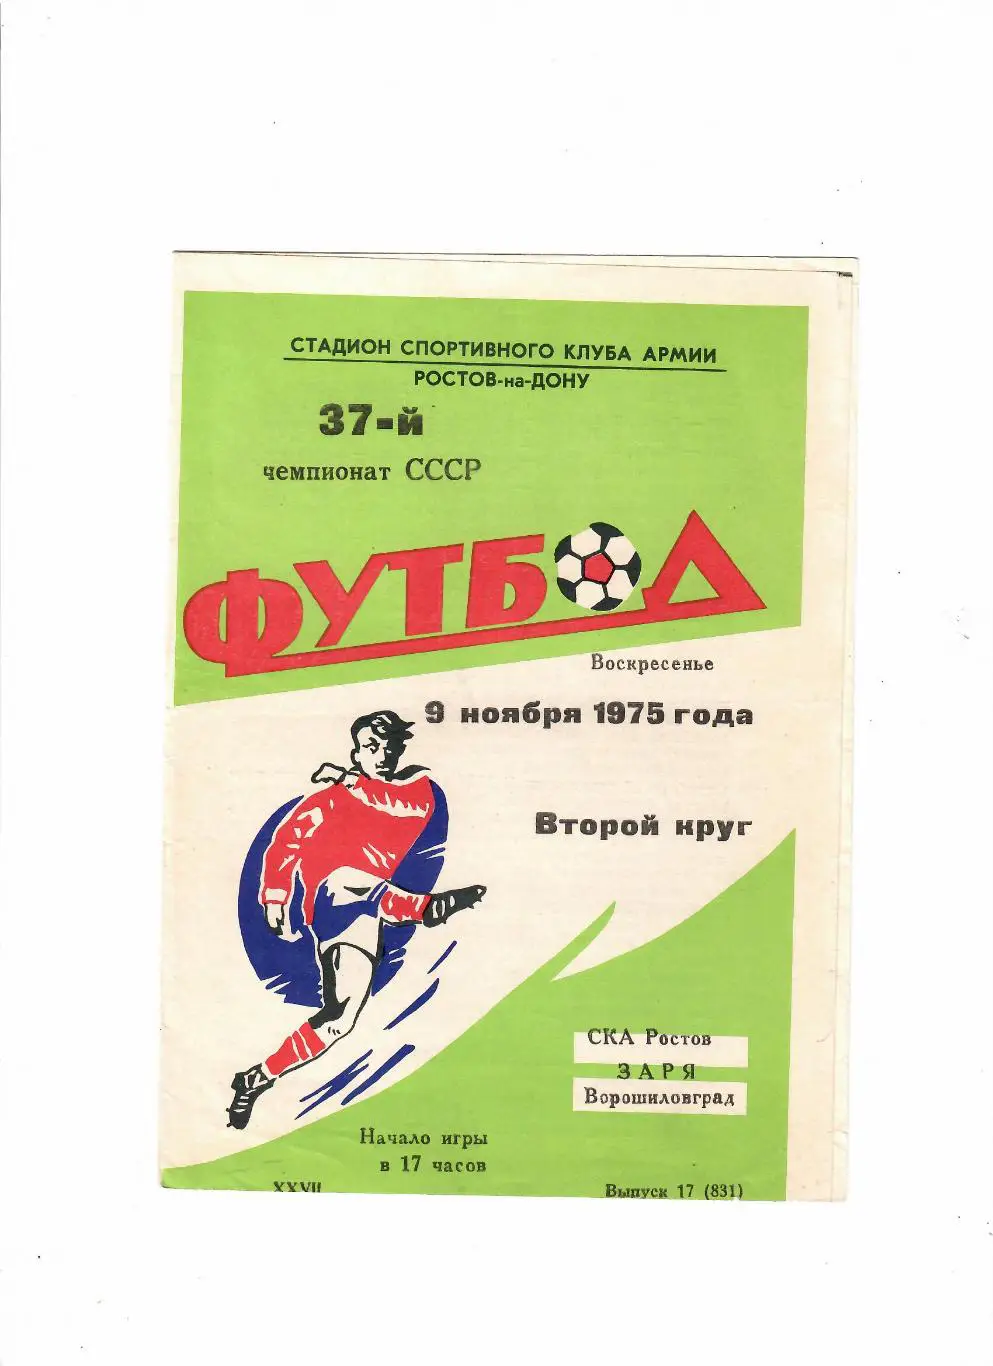 СТАДИОН СПОРТИВНОГО КЛУБА АРМИИ
РОСТОВ-на-ДОНУ
37-й
чемпионат СССР
ФУТБОЛ
Воскресенье
9 ноября 1975 года
Второй круг
СКА Ростов
ЗАРЯ
Ворошиловград
Начало игры
в 17 часов
XXVII
Выпуск 17 (831)